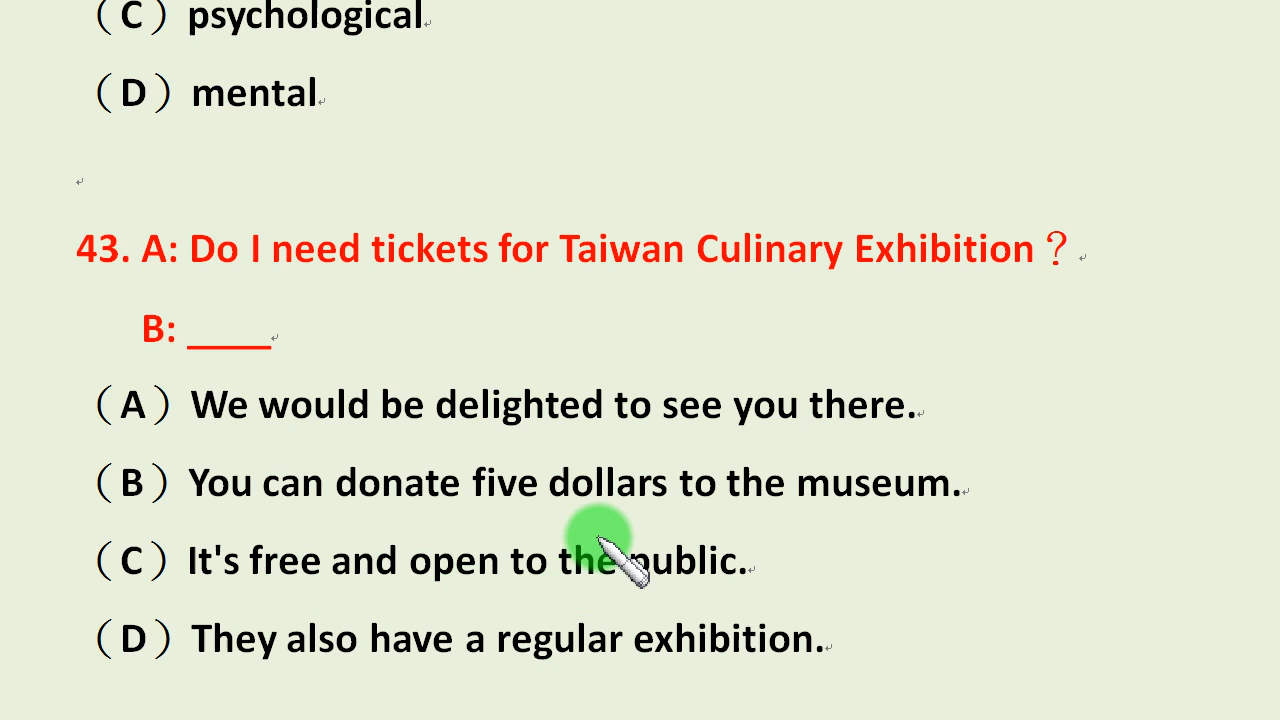 （C）psychological
（D）mental
43. A: Do I need tickets for Taiwan Culinary Exhibition？
B: ____
（A）We would be delighted to see you there.
（B）You can donate five dollars to the museum.
（C）It's free and open to the public.
（D）They also have a regular exhibition.